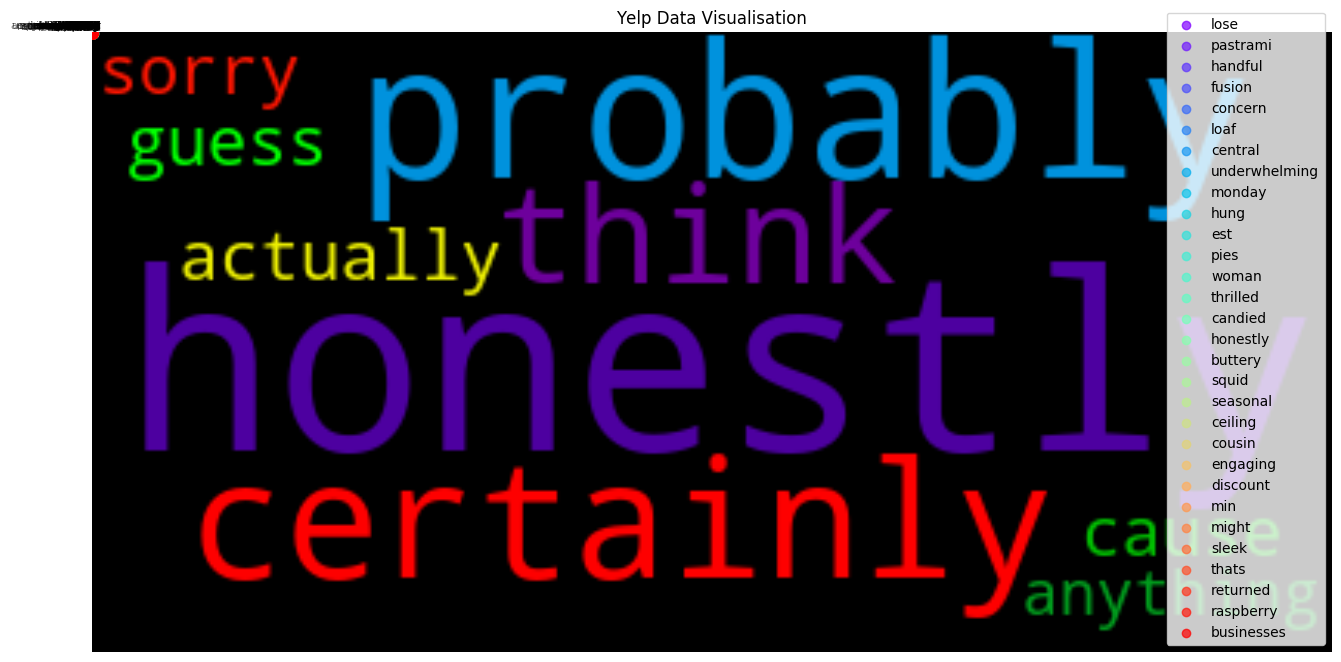 Yelp Data Visualisation
sorry
probably
guess
think
actually
honestly
certainly
cause
anything
lose
pastrami
handful
fusion
concern
loaf
central
underwhelming
monday
hung
est
pies
woman
thrilled
candied
honestly
buttery
squid
seasonal
ceiling
cousin
engaging
discount
min
might
sleek
thats
returned
raspberry
businesses